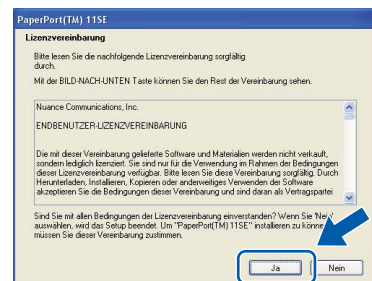 PaperPort(TM) 11SE
Lizenzvereinbarung
Bitte lesen Sie die nachfolgende Lizenzvereinbarung sorgfältig
durch.
Mit der BILD-NACH-UNTEN Taste können Sie den Rest der Vereinbarung sehen.
Nuance Communications, Inc.
ENDBENUTZER-LIZENZVEREINBARUNG
Die mit dieser Vereinbarung gelieferte Software und Materialien werden nicht verkauft,
sondern lediglich lizenziert. Sie sind nur für die Verwendung im Rahmen der Bedingungen
dieser Lizenzvereinbarung verfügbar. Bitte lesen Sie diese Vereinbarung sorgfältig. Durch
Herunterladen, Installieren, Kopieren oder anderweitiges Verwenden der Software
akzeptieren Sie die Bedingungen dieser Vereinbarung und sind daran als Vertragspartei
Sind Sie mit allen Bedingungen der Lizenzvereinbarung einverstanden? Wenn Sie 'Nein'
auswählen, wird das Setup beendet. Um "PaperPort(TM) 11SE" installieren zu können
müssen Sie dieser Vereinbarung zustimmen.
Ja
Nein